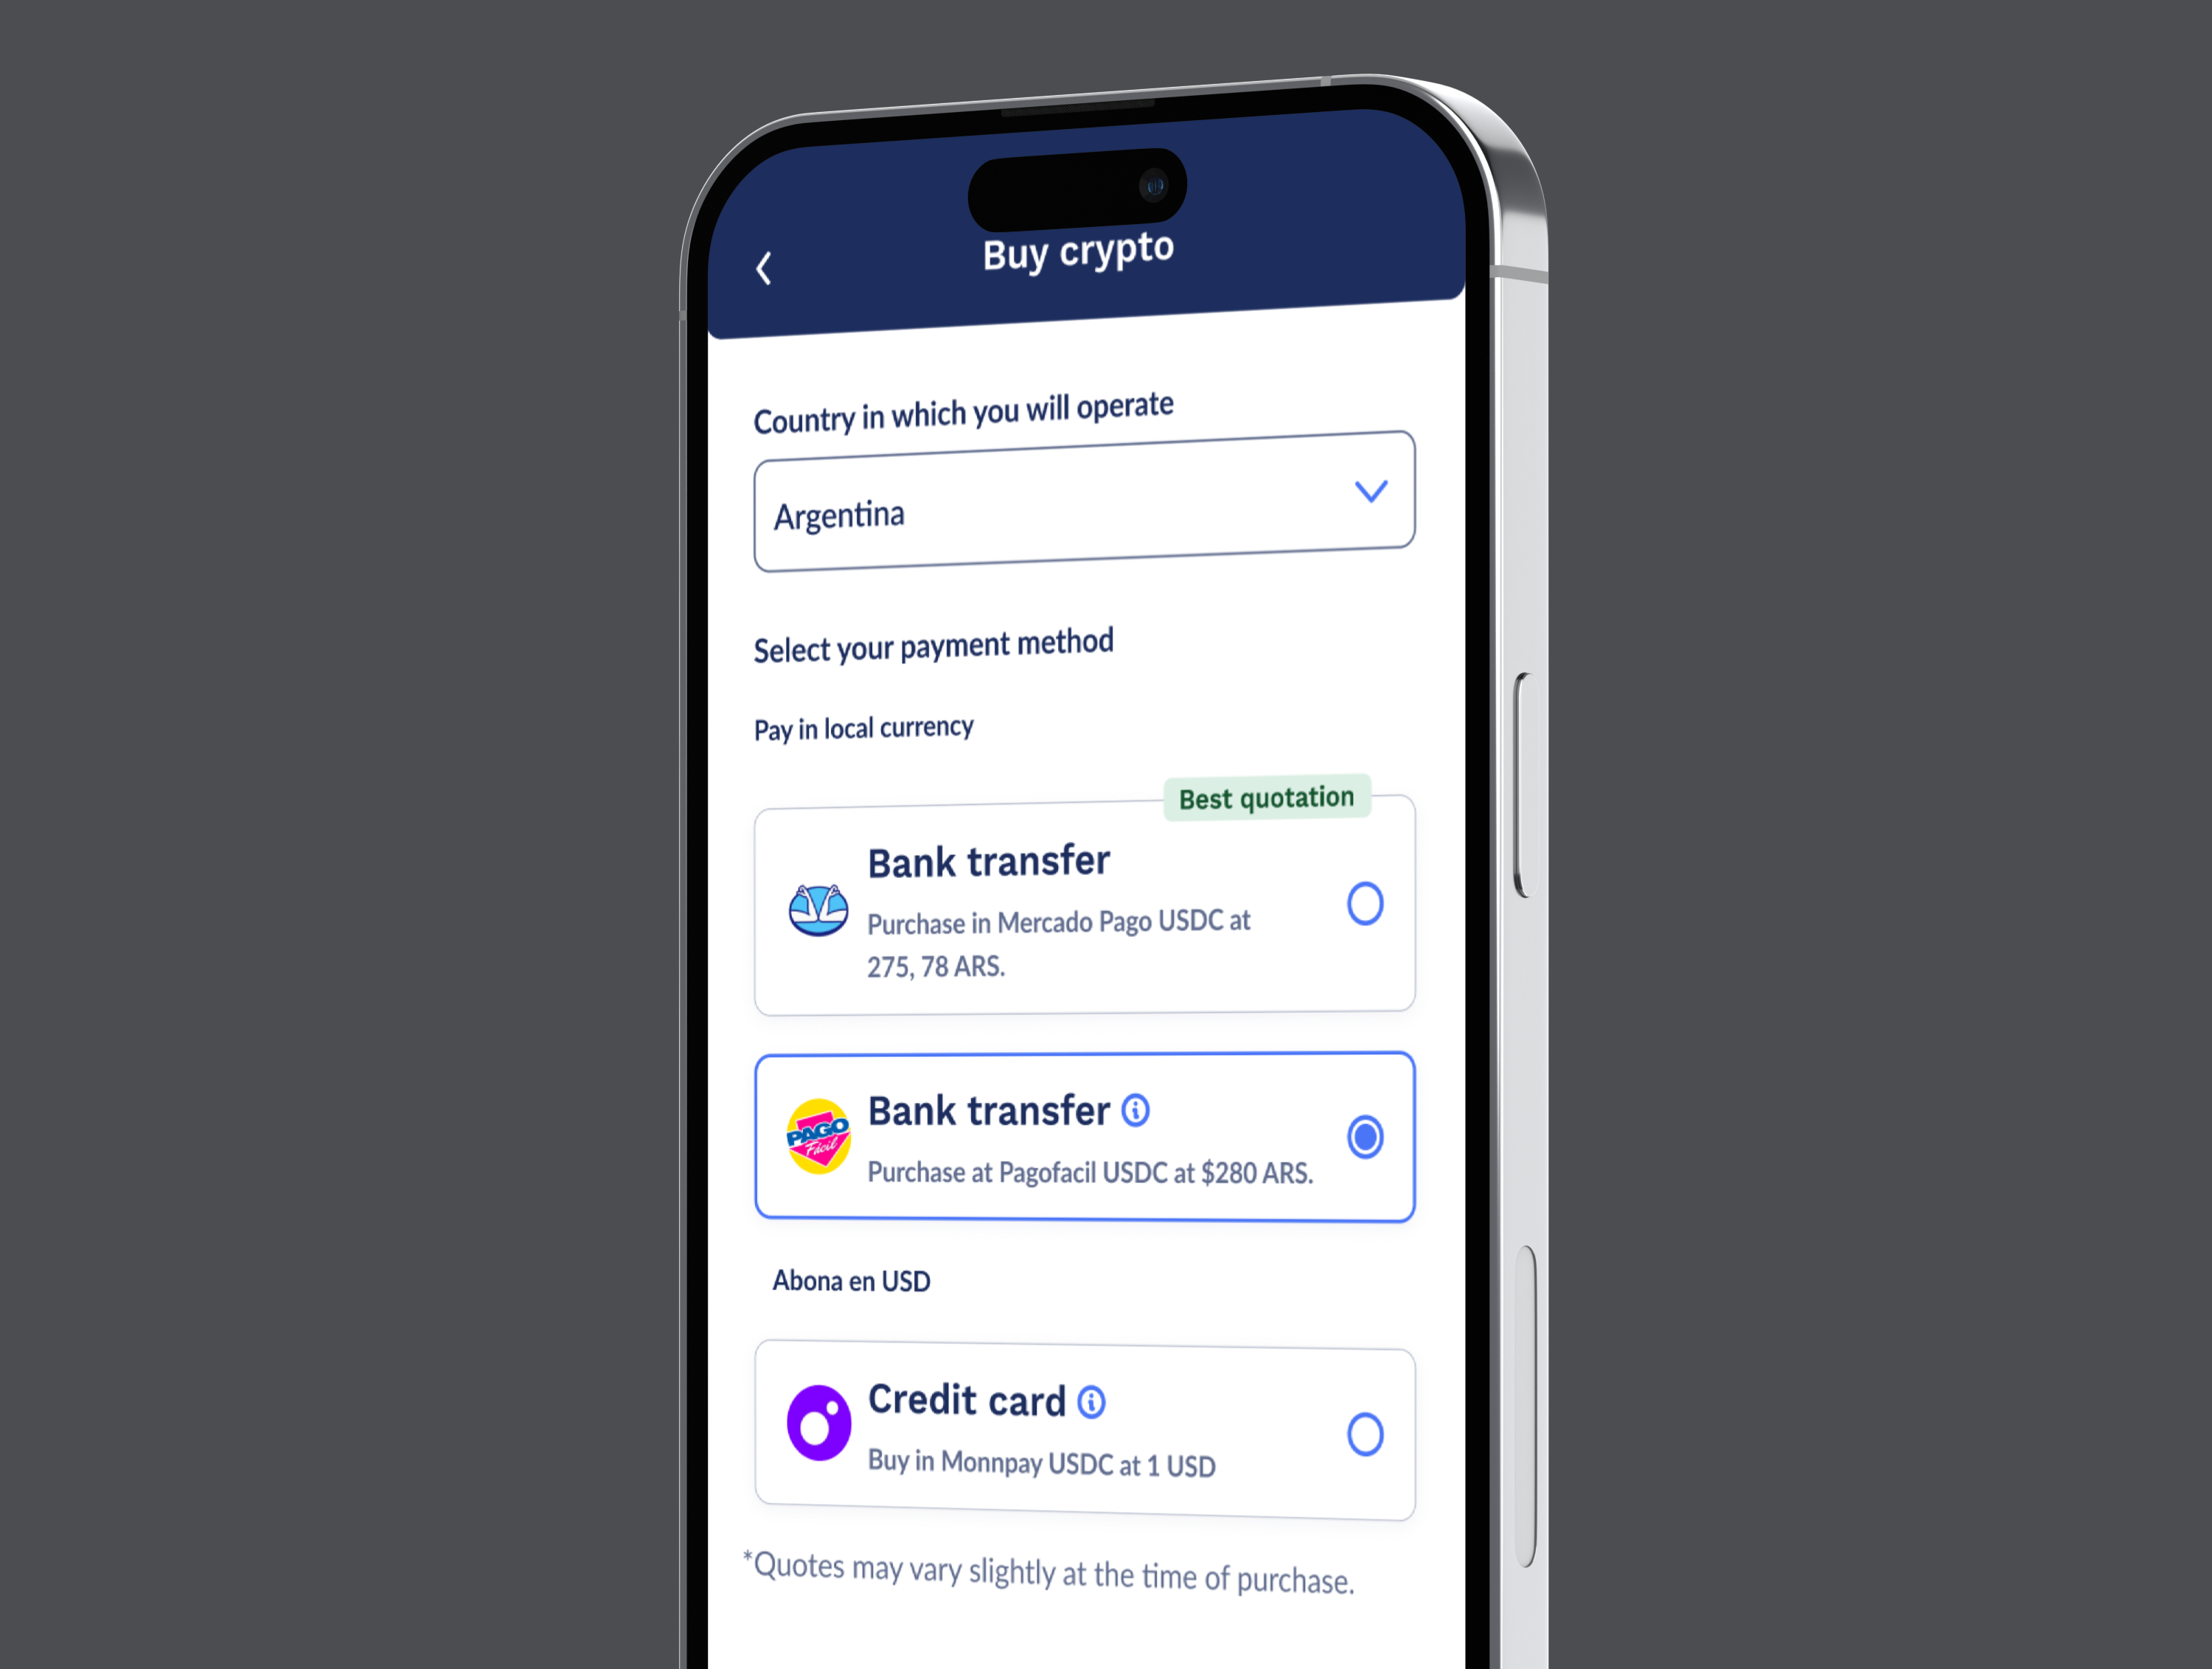 Buy crypto
Country in which you will operate
Argentina
Select your payment method
Pay in local currency
Best quotation
Bank transfer
Purchase in Mercado Pago USDC at
275, 78 ARS.
Bank transfer
PAGO
Fácil
Purchase at Pagofacil USDC at $280 ARS.
Abona en USD
Credit card
Buy in Monnpay USDC at 1 USD
*Quotes may vary slightly at the time of purchase.